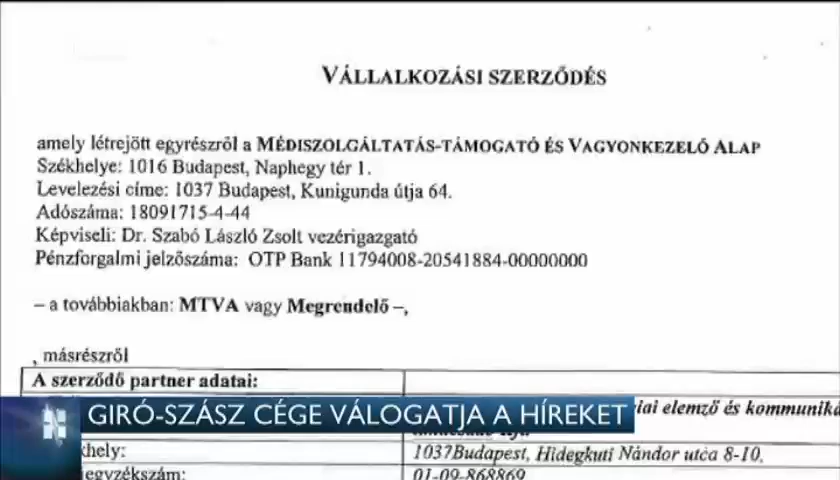 VÁLLALKOZÁSI SZERZŐDÉS
amely létrejött egyrészről a MÉDISZOLGÁLTATÁS-TÁMOGATÓ ÉS VAGYONKEZELŐ ALAP
Székhelye: 1016 Budapest, Naphegy tér 1.
Levelezési címe: 1037 Budapest, Kunigunda útja 64.
Adószáma: 18091715-4-44
Képviseli: Dr. Szabó László Zsolt vezérigazgató
Pénzforgalmi jelzőszáma: OTP Bank 11794008-20541884-00000000
– a továbbiakban: MTVA vagy Megrendelő –,
, másrészről
A szerződő partner adatai:
elemző és
GIRÓ-SZÁSZ CÉGE VÁLOGATJA A HÍREKET
1037Budapest, Hidegkuti Nándor utca 8-10,
01-09-868869